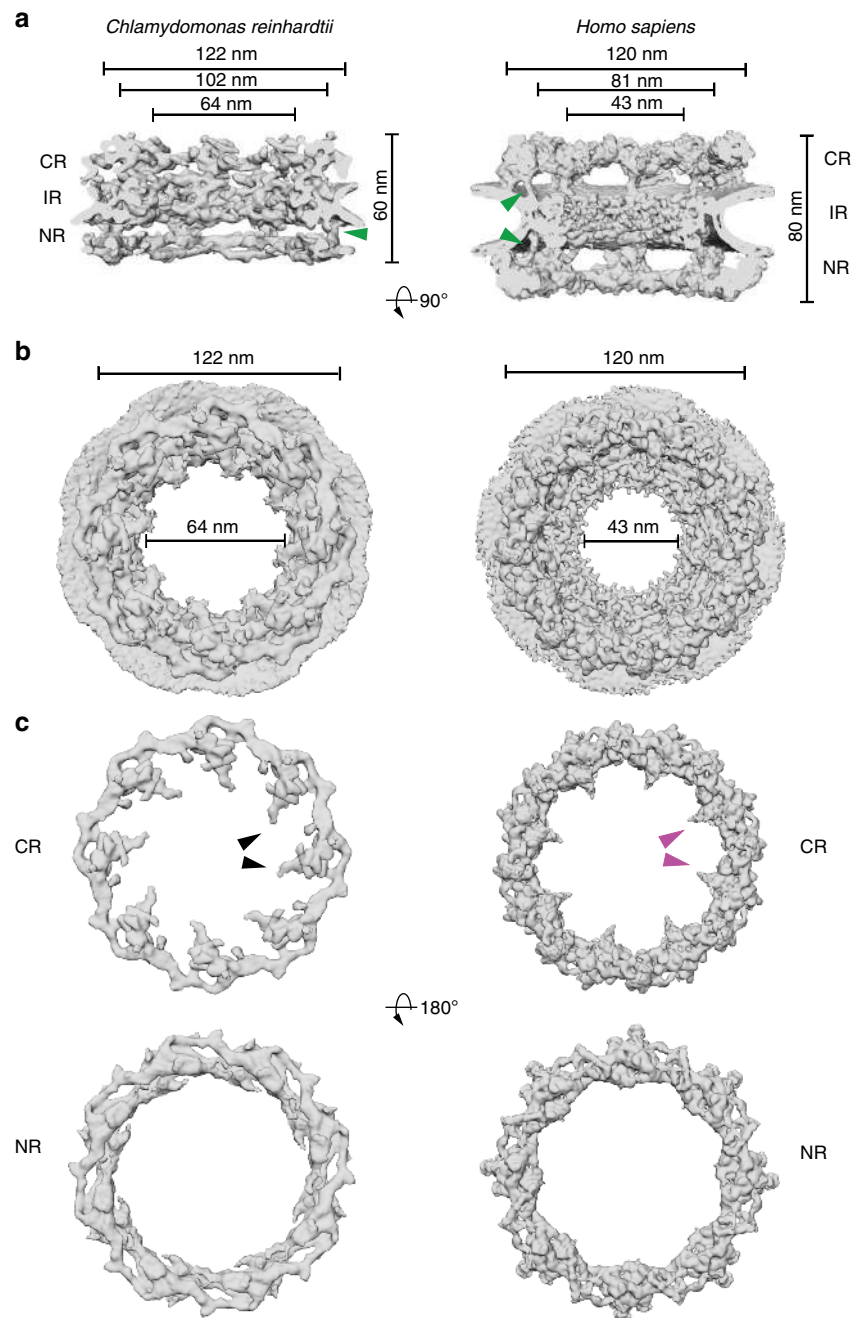 a
Chlamydomonas reinhardtii
Homo sapiens
122 nm
102 nm
64 nm
120 nm
81 nm
43 nm
CR
IR
NR
60 nm
CR
IR
NR
80 nm
90°
b
122 nm
120 nm
64 nm
43 nm
c
CR
CR
180°
NR
NR